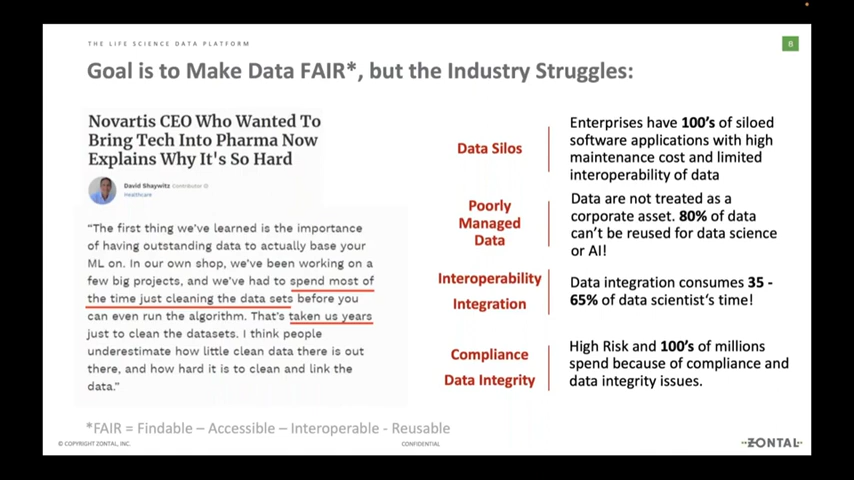 THE LIFE SCIENCE DATA PLATFORM
6
Goal is to Make Data FAIR*, but the Industry Struggles:
Novartis CEO Who Wanted To
Bring Tech Into Pharma Now
Explains Why It's So Hard
David Shaywitz Contributor
Healthcare
“The first thing we’ve learned is the importance
of having outstanding data to actually base your
ML on. In our own shop, we’ve been working on a
few big projects, and we’ve had to spend most of
the time just cleaning the data sets before you
can even run the algorithm. That’s taken us years
just to clean the datasets. I think people
underestimate how little clean data there is out
there, and how hard it is to clean and link the
data.”
Data Silos
Enterprises have 100’s of siloed
software applications with high
maintenance cost and limited
interoperability of data
Poorly
Managed
Data
Data are not treated as a
corporate asset. 80% of data
can’t be reused for data science
or AI!
Interoperability
Integration
Data integration consumes 35 -
65% of data scientist‘s time!
Compliance
Data Integrity
High Risk and 100’s of millions
spend because of compliance and
data integrity issues.
*FAIR = Findable – Accessible – Interoperable - Reusable
© COPYRIGHT ZONTAL, INC.
CONFIDENTIAL
ZONTAL